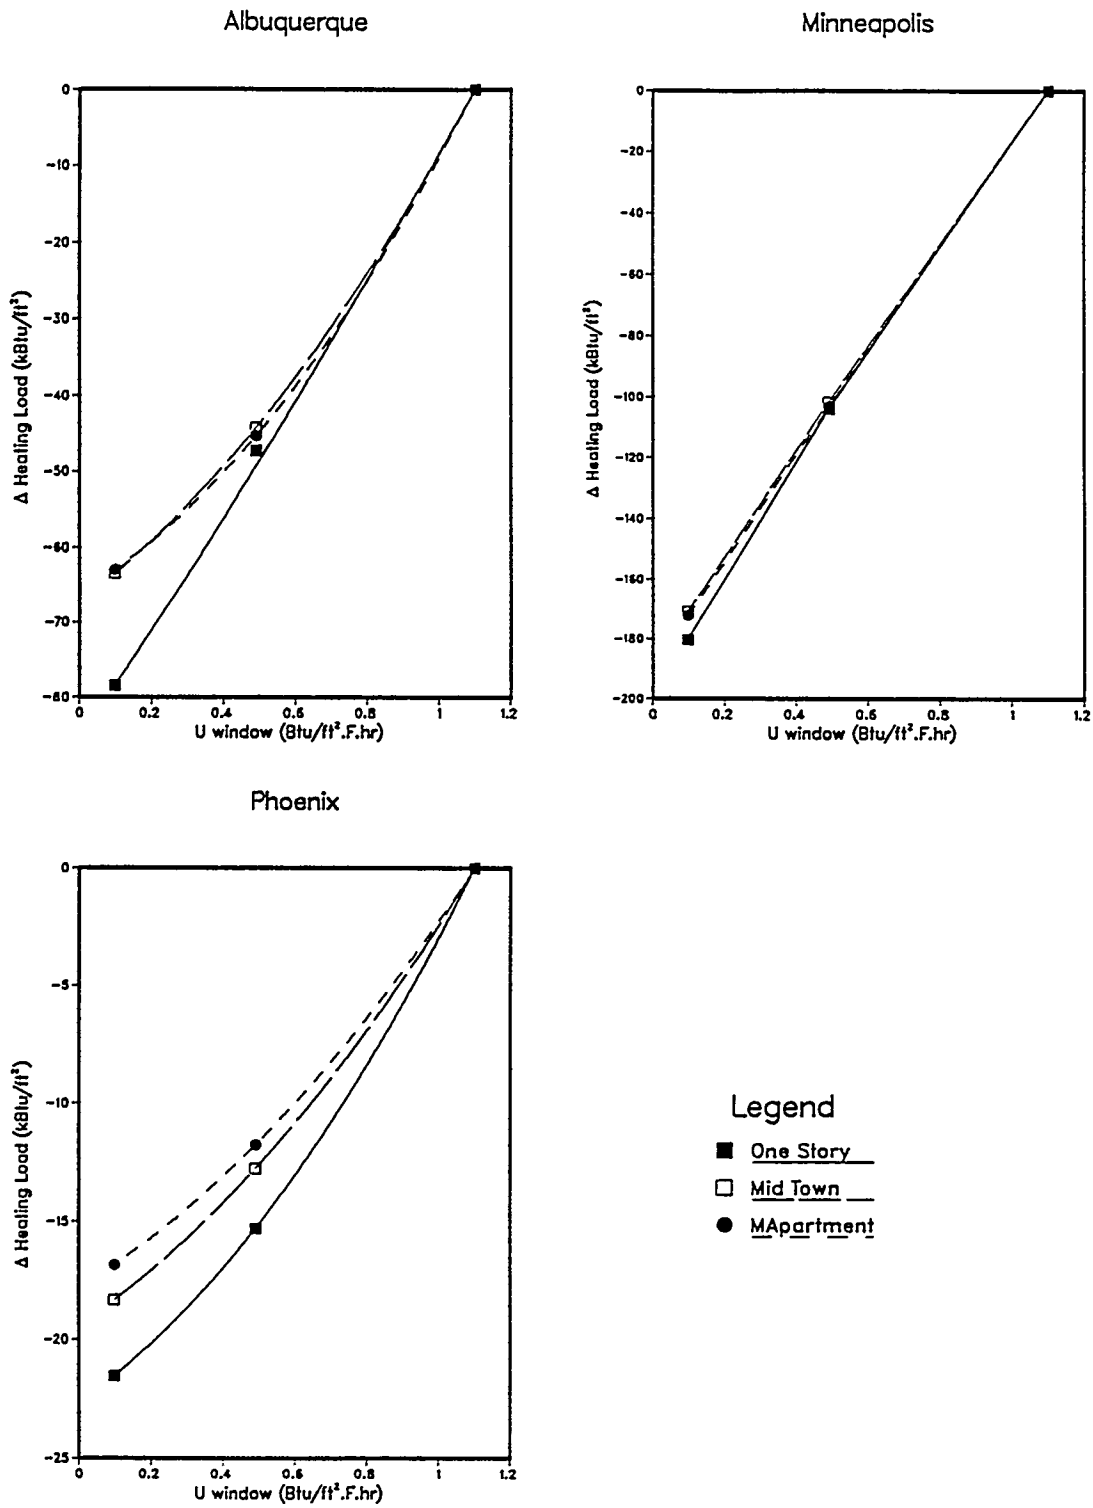 Albuquerque
0
-10
-20
-30
-40
-50
-60
-70
-80
Δ Heating Load (kBtu/ft²)
0 0.2 0.4 0.6 0.8 1 1.2
U window (Btu/ft².F.hr)
Minneapolis
0
-20
-40
-60
-80
-100
-120
-140
-160
-180
-200
Δ Heating Load (kBtu/ft²)
0 0.2 0.4 0.6 0.8 1 1.2
U window (Btu/ft².F.hr)
Phoenix
0
-5
-10
-15
-20
-25
Δ Heating Load (kBtu/ft²)
0 0.2 0.4 0.6 0.8 1 1.2
U window (Btu/ft².F.hr)
Legend
One Story
Mid Town
MApartment